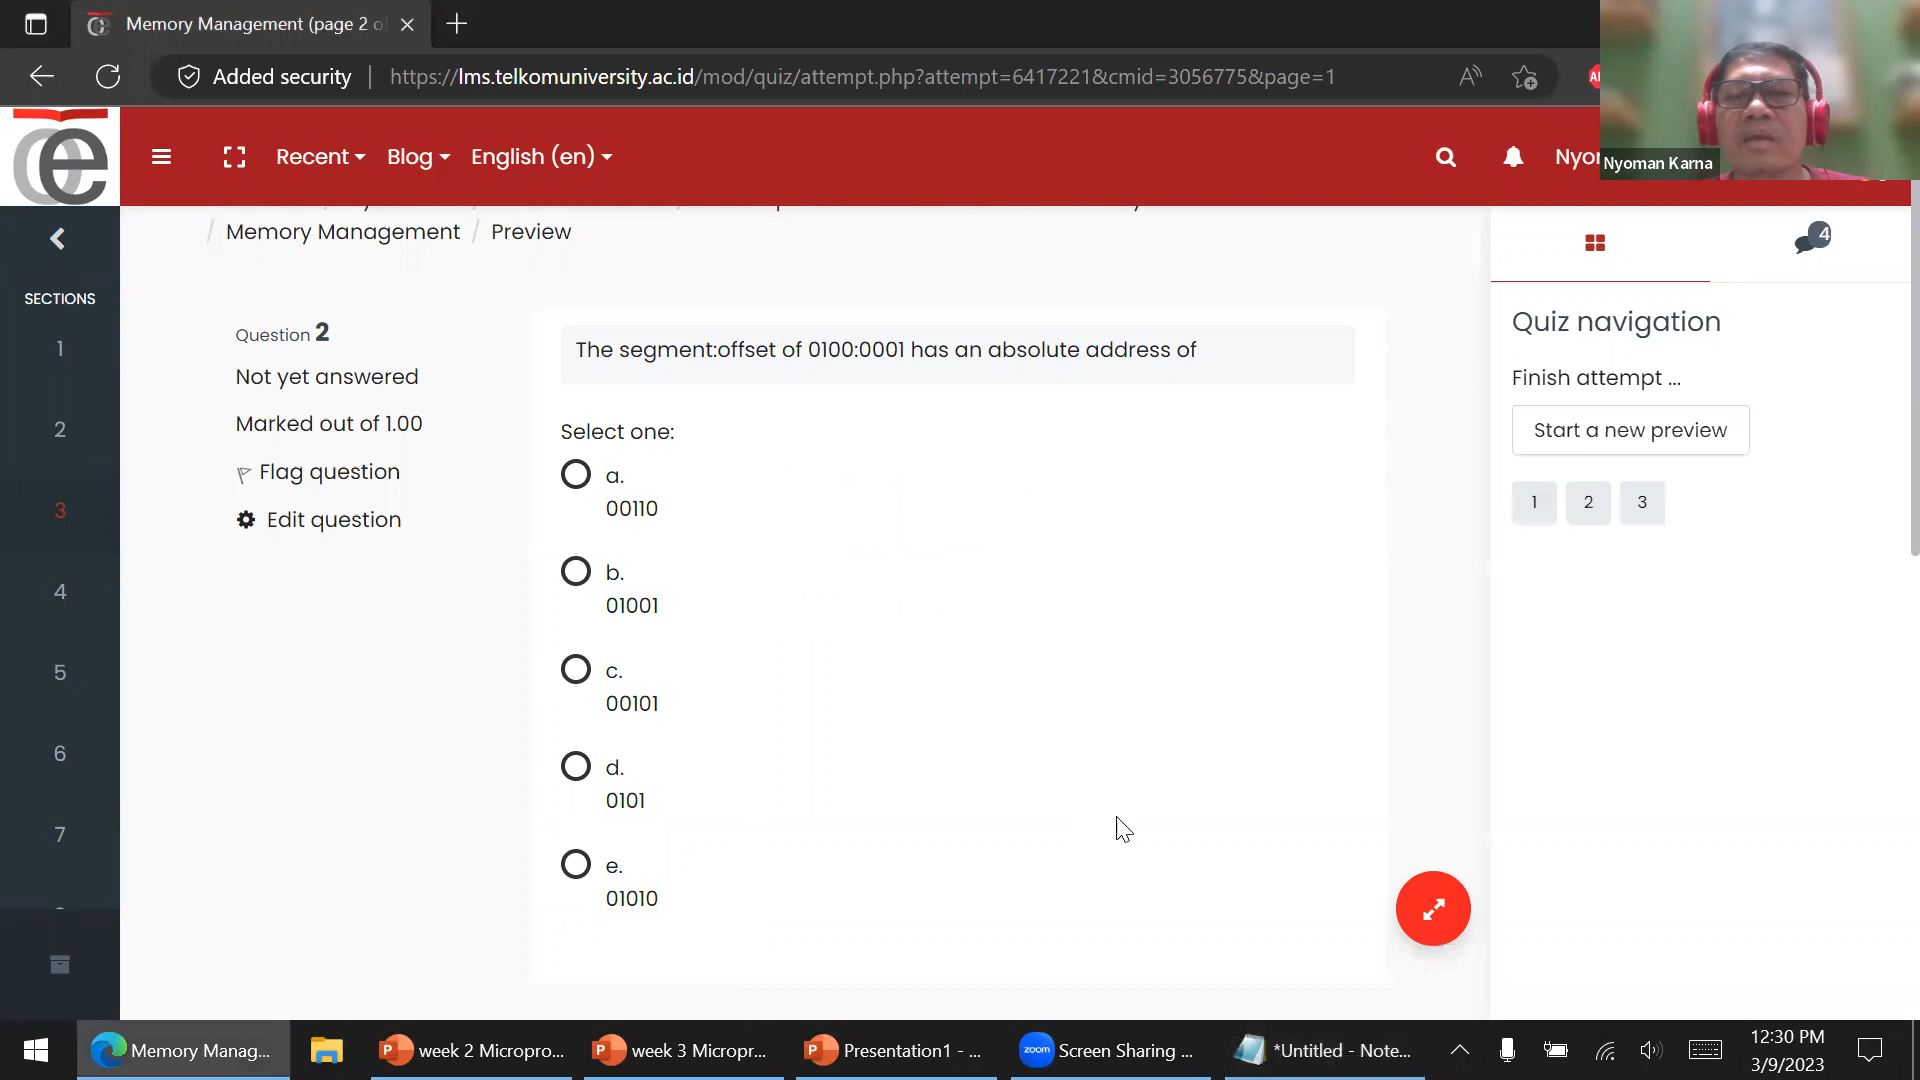 Memory Management (page 2 o
Added security
https://lms.telkomuniversity.ac.id/mod/quiz/attempt.php?attempt=6417221&cmid=3056775&page=1
Recent
Blog
English (en)
Nyo
Nyoman Karna
/ Memory Management / Preview
4
SECTIONS
1
2
3
4
5
6
7
Question 2
Not yet answered
Marked out of 1.00
Flag question
Edit question
The segment:offset of 0100:0001 has an absolute address of
Select one:
a.
00110
b.
01001
c.
00101
d.
0101
e.
01010
Quiz navigation
Finish attempt ...
Start a new preview
1 2 3
Memory Manag...
week 2 Micropro...
week 3 Micropr...
Presentation1 - ...
zoom
Screen Sharing ...
*Untitled - Note...
12:30 PM
3/9/2023